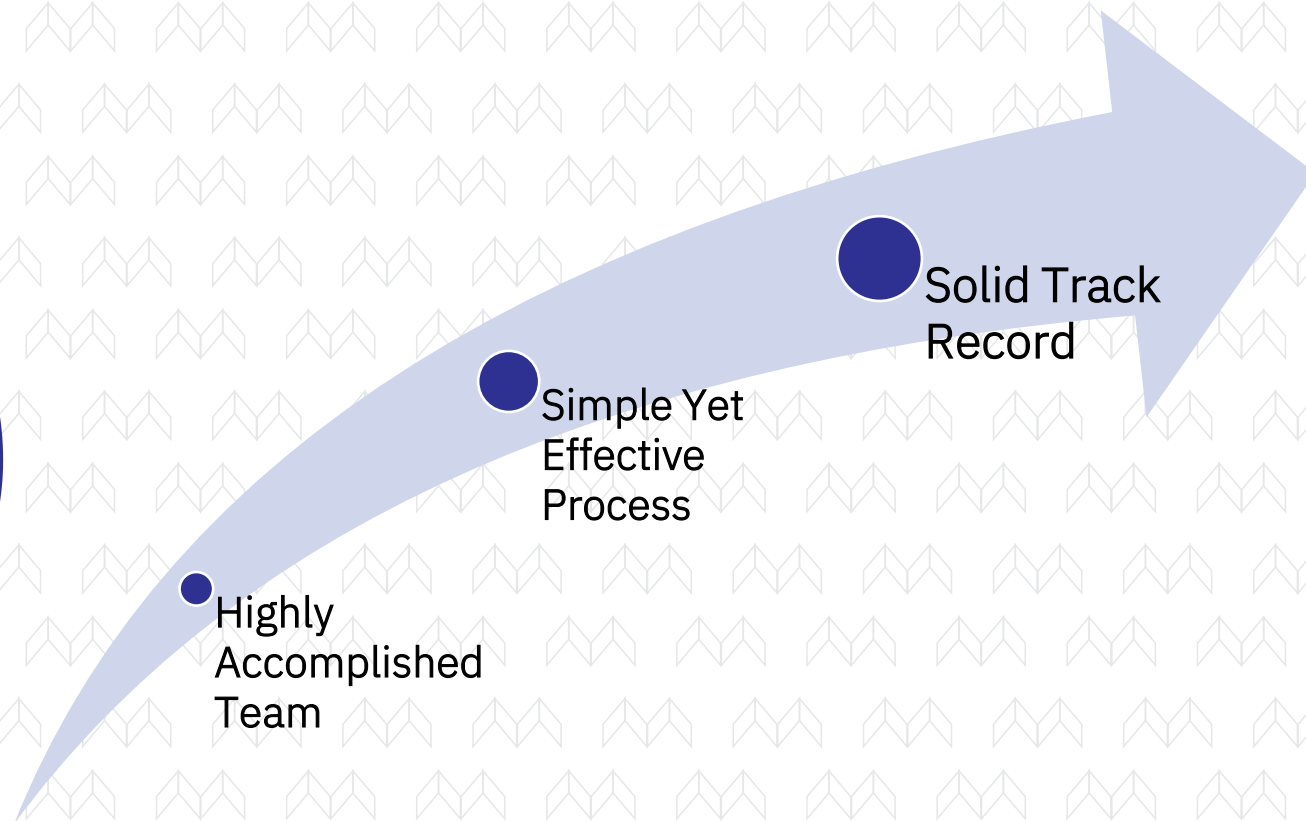 Solid Track
Record
Simple Yet
Effective
Process
Highly
Accomplished
Team